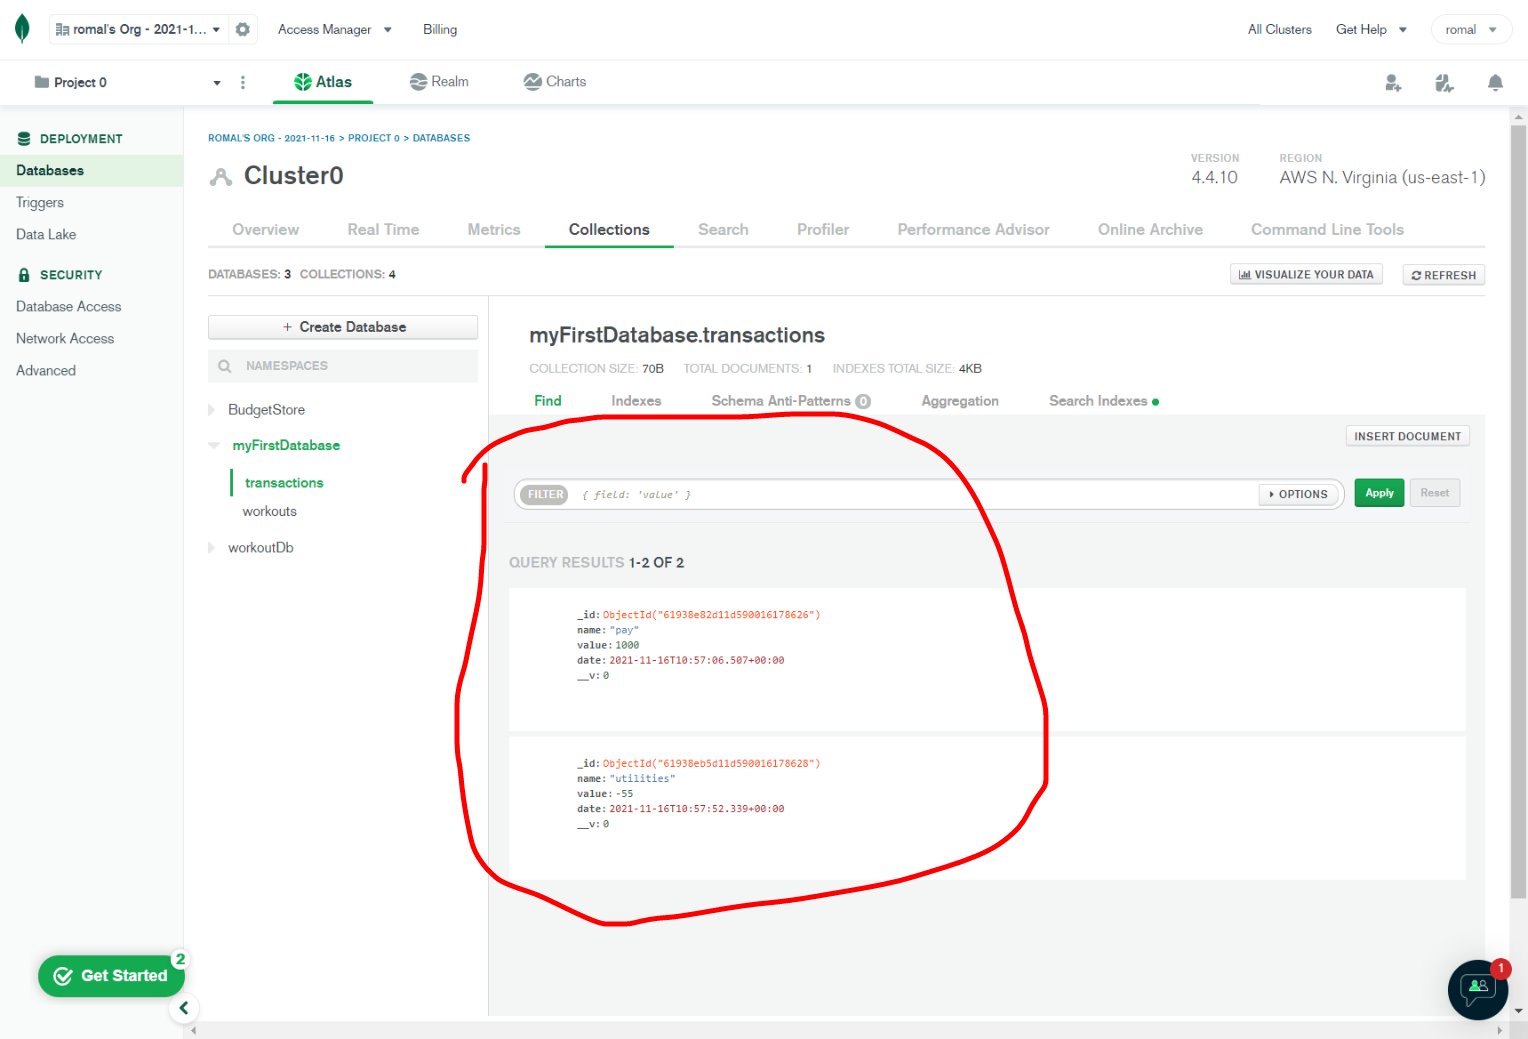 romal's Org - 2021-1...
Access Manager
Billing
All Clusters
Get Help
romal
Project 0
Atlas
Realm
Charts
DEPLOYMENT
Databases
Triggers
Data Lake
SECURITY
Database Access
Network Access
Advanced
ROMAL'S ORG - 2021-11-16 > PROJECT 0 > DATABASES
Cluster0
VERSION
4.4.10
REGION
AWS N. Virginia (us-east-1)
Overview
Real Time
Metrics
Collections
Search
Profiler
Performance Advisor
Online Archive
Command Line Tools
DATABASES: 3 COLLECTIONS: 4
VISUALIZE YOUR DATA
REFRESH
+ Create Database
NAMESPACES
BudgetStore
myFirstDatabase
transactions
workouts
workoutDb
myFirstDatabase.transactions
COLLECTION SIZE: 70B TOTAL DOCUMENTS: 1 INDEXES TOTAL SIZE: 4KB
Find
Indexes
Schema Anti-Patterns 0
Aggregation
Search Indexes
INSERT DOCUMENT
FILTER
{ field: 'value' }
OPTIONS
Apply
Reset
QUERY RESULTS 1-2 OF 2
_id: ObjectId("61938e82d11d590016178626")
name: "pay"
value: 1000
date: 2021-11-16T10:57:06.507+00:00
__v: 0
_id: ObjectId("61938eb5d11d590016178628")
name: "utilities"
value: -55
date: 2021-11-16T10:57:52.339+00:00
__v: 0
Get Started
2
1